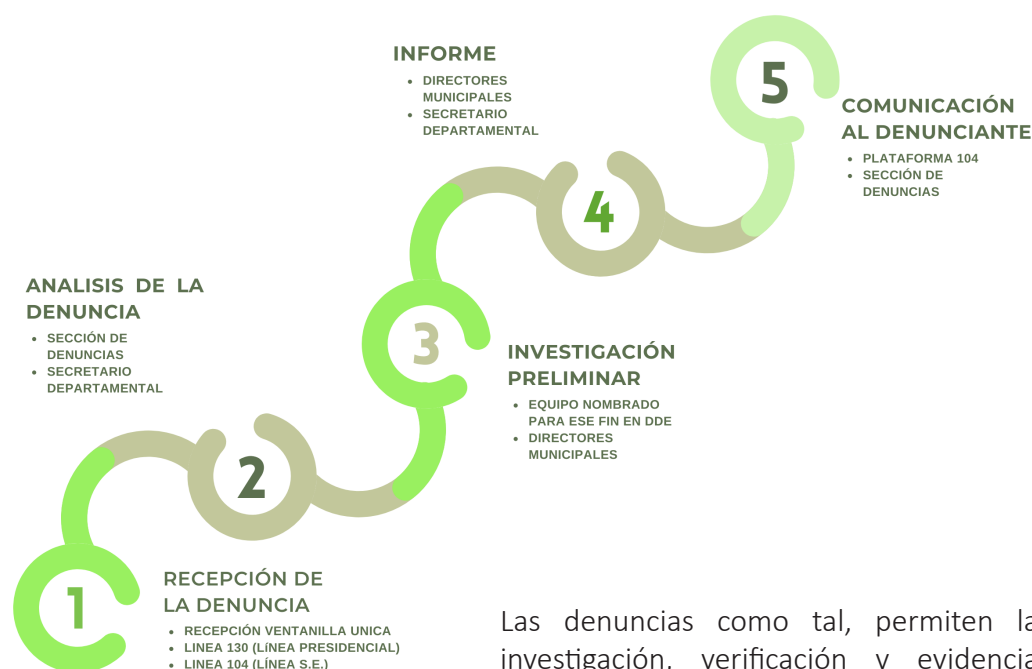 1
RECEPCIÓN DE
LA DENUNCIA
• RECEPCIÓN VENTANILLA UNICA
• LINEA 130 (LíNEA PRESIDENCIAL)
• LINEA 104 (LÍNEA S.E.)
2
ANALISIS DE LA
DENUNCIA
• SECCIÓN DE
DENUNCIAS
• SECRETARIO
DEPARTAMENTAL
3
INVESTIGACIÓN
PRELIMINAR
• EQUIPO NOMBRADO
PARA ESE FIN EN DDE
• DIRECTORES
MUNICIPALES
4
INFORME
• DIRECTORES
MUNICIPALES
• SECRETARIO
DEPARTAMENTAL
5
COMUNICACIÓN
AL DENUNCIANTE
• PLATAFORMA 104
• SECCIÓN DE
DENUNCIAS
Las denuncias como tal, permiten la
investigación, verificación y evidencia